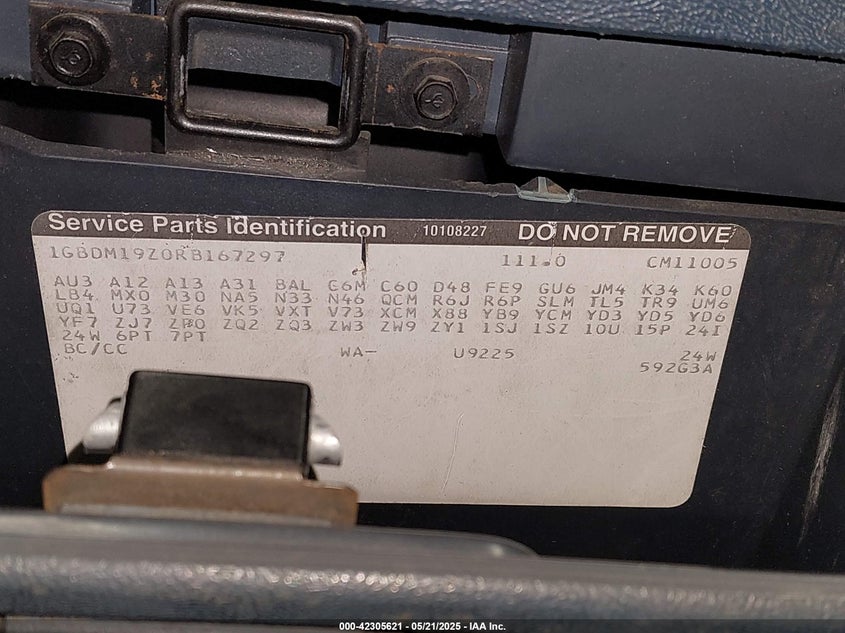 Service Parts Identification 10108227 DO NOT REMOVE
1GBDM19Z0RB167297 111.0 CM11005
AU3 A12 A13 A31 BAL C6M C60 D48 FE9 GU6 JM4 K34 K60
LB4 MX0 M30 NA5 N33 N46 QCM R6J R6P SLM TL5 TR9 UM6
UQ1 U73 VE6 VK5 VXT V73 XCM X88 YB9 YCM YD3 YD5 YD6
YF7 ZJ7 ZP0 ZQ2 ZQ3 ZW3 ZW9 ZY1 1SJ 1SZ 10U 15P 24I
24W 6PT 7PT
BC/CC WA- U9225 24W
592G3A
000-42305621 - 05/21/2025 - IAA Inc.